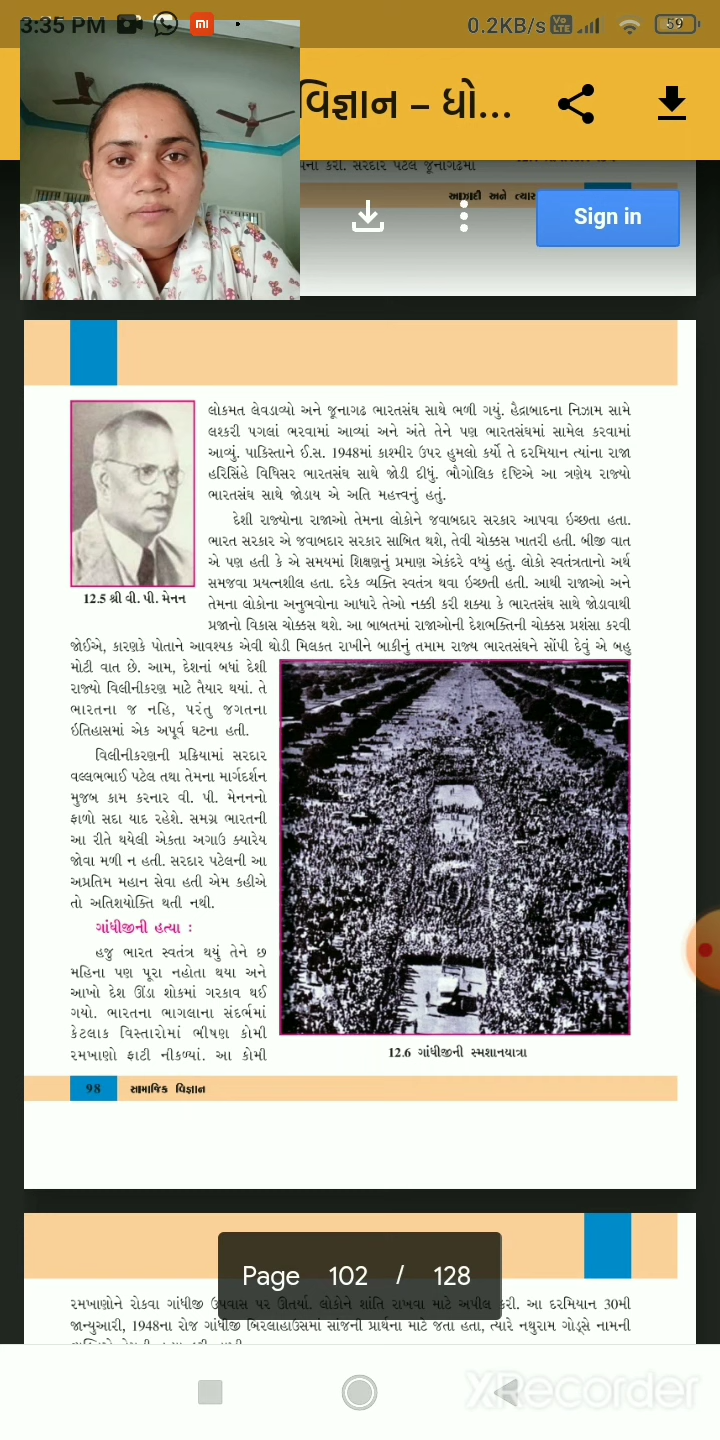 3:35 PM
0.2KB/s
Vo LTE
59
વિજ્ઞાન – ધો...
સરદાર પટેલ જૂનાગઢમાં
આઝાદી અને ત્યાર
Sign in
લોકમત લેવડાવ્યો અને જૂનાગઢ ભારતસંઘ સાથે ભળી ગયું. હૈદ્રાબાદના નિઝામ સામે
લશ્કરી પગલાં ભરવામાં આવ્યાં અને અંતે તેને પણ ભારતસંઘમાં સામેલ કરવામાં
આવ્યું. પાકિસ્તાને ઈ.સ. 1948માં કાશ્મીર ઉપર હુમલો કર્યો તે દરમિયાન ત્યાંના રાજા
હરિસિંહે વિધિસર ભારતસંઘ સાથે જોડી દીધું. ભૌગોલિક દૃષ્ટિએ આ ત્રણેય રાજ્યો
ભારતસંઘ સાથે જોડાય એ અતિ મહત્ત્વનું હતું.
દેશી રાજ્યોના રાજાઓ તેમના લોકોને જવાબદાર સરકાર આપવા ઇચ્છતા હતા.
ભારત સરકાર એ જવાબદાર સરકાર સાબિત થશે, તેવી ચોક્કસ ખાતરી હતી. બીજી વાત
એ પણ હતી કે એ સમયમાં શિક્ષણનું પ્રમાણ એકંદરે વધ્યું હતું. લોકો સ્વતંત્રતાનો અર્થ
સમજવા પ્રયત્નશીલ હતા. દરેક વ્યક્તિ સ્વતંત્ર થવા ઇચ્છતી હતી. આથી રાજાઓ અને
12.5 શ્રી વી. પી. મેનન
તેમના લોકોના અનુભવોના આધારે તેઓ નક્કી કરી શક્યા કે ભારતસંઘ સાથે જોડાવાથી
પ્રજાનો વિકાસ ચોક્કસ થશે. આ બાબતમાં રાજાઓની દેશભક્તિની ચોક્કસ પ્રશંસા કરવી
જોઈએ, કારણકે પોતાને આવશ્યક એવી થોડી મિલકત રાખીને બાકીનું તમામ રાજ્ય ભારતસંઘને સોંપી દેવું એ બહુ
મોટી વાત છે. આમ, દેશનાં બધાં દેશી
રાજ્યો વિલીનીકરણ માટે તૈયાર થયાં. તે
ભારતના જ નહિ, પરંતુ જગતના
ઇતિહાસમાં એક અપૂર્વ ઘટના હતી.
વિલીનીકરણની પ્રક્રિયામાં સરદાર
વલ્લભભાઈ પટેલ તથા તેમના માર્ગદર્શન
મુજબ કામ કરનાર વી. પી. મેનનનો
ફાળો સદા યાદ રહેશે. સમગ્ર ભારતની
આ રીતે થયેલી એકતા અગાઉ ક્યારેય
જોવા મળી ન હતી. સરદાર પટેલની આ
અપ્રતિમ મહાન સેવા હતી એમ કહીએ
તો અતિશયોક્તિ થતી નથી.
ગાંધીજીની હત્યા :
હજુ ભારત સ્વતંત્ર થયું તેને છ
મહિના પણ પૂરા નહોતા થયા અને
આખો દેશ ઊંડા શોકમાં ગરકાવ થઈ
ગયો. ભારતના ભાગલાના સંદર્ભમાં
કેટલાક વિસ્તારોમાં ભીષણ કોમી
રમખાણો ફાટી નીકળ્યાં. આ કોમી
12.6 ગાંધીજીની સ્મશાનયાત્રા
98 સામાજિક વિજ્ઞાન
Page 102 / 128
રમખાણોને રોકવા ગાંધીજી ઉપવાસ પર ઊતર્યા. લોકોને શાંતિ રાખવા માટે અપીલ કરી. આ દરમિયાન 30મી
જાન્યુઆરી, 1948ના રોજ ગાંધીજી બિરલાહાઉસમાં સાંજની પ્રાર્થના માટે જતા હતા, ત્યારે નથુરામ ગોડ્સે નામની
XRecorder